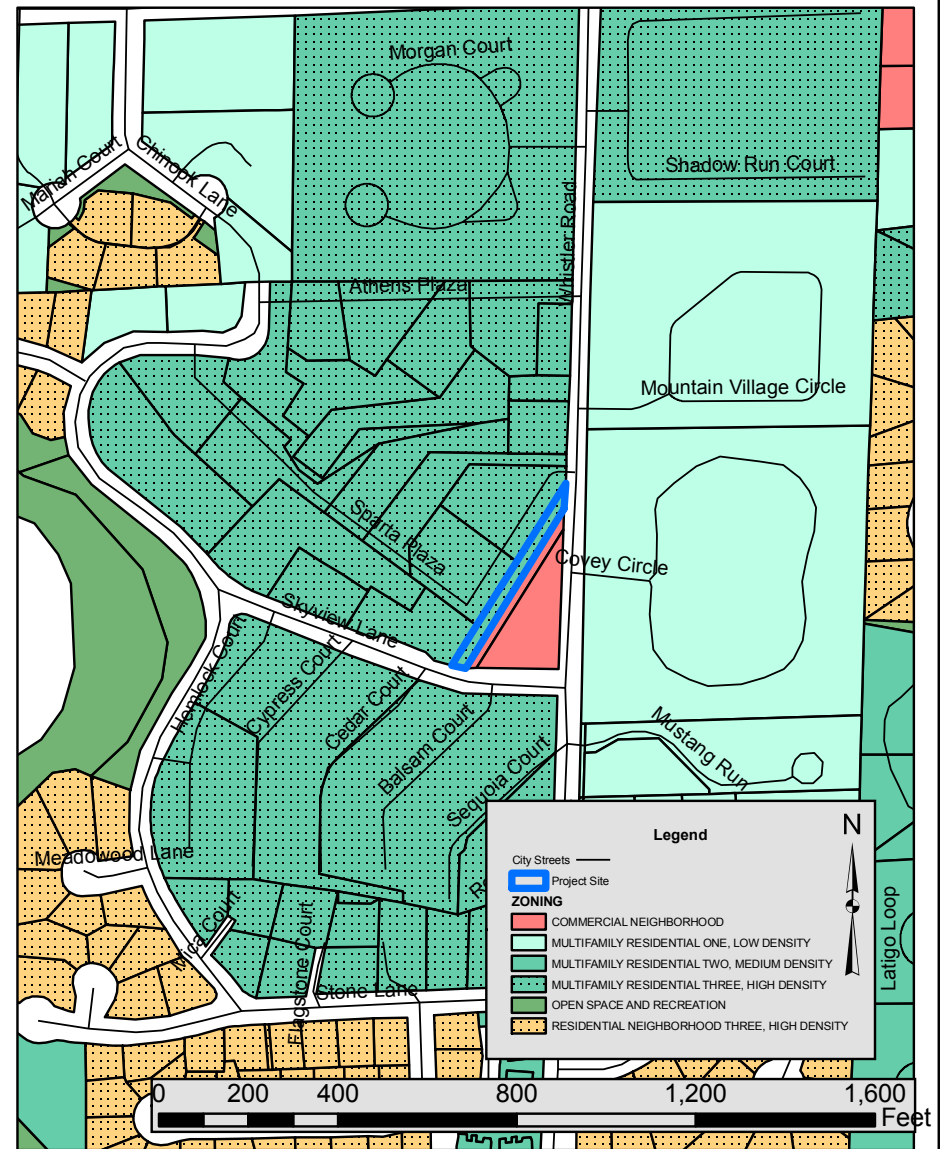 Morgan Court
Shadow Run Court
Mariah Court
Chinook Lane
Whistler Road
Athens Plaza
Mountain Village Circle
Sparta Plaza
Covey Circle
Skyview Lane
Hemlock Court
Cypress Court
Cedar Court
Balsam Court
Sequoia Court
Mustang Run
Meadowood Lane
Mica Court
Flagstone Court
Stone Lane
Latigo Loop
N
Legend
City Streets
Project Site
ZONING
COMMERCIAL NEIGHBORHOOD
MULTIFAMILY RESIDENTIAL ONE, LOW DENSITY
MULTIFAMILY RESIDENTIAL TWO, MEDIUM DENSITY
MULTIFAMILY RESIDENTIAL THREE, HIGH DENSITY
OPEN SPACE AND RECREATION
RESIDENTIAL NEIGHBORHOOD THREE, HIGH DENSITY
0 200 400 800 1,200 1,600
Feet